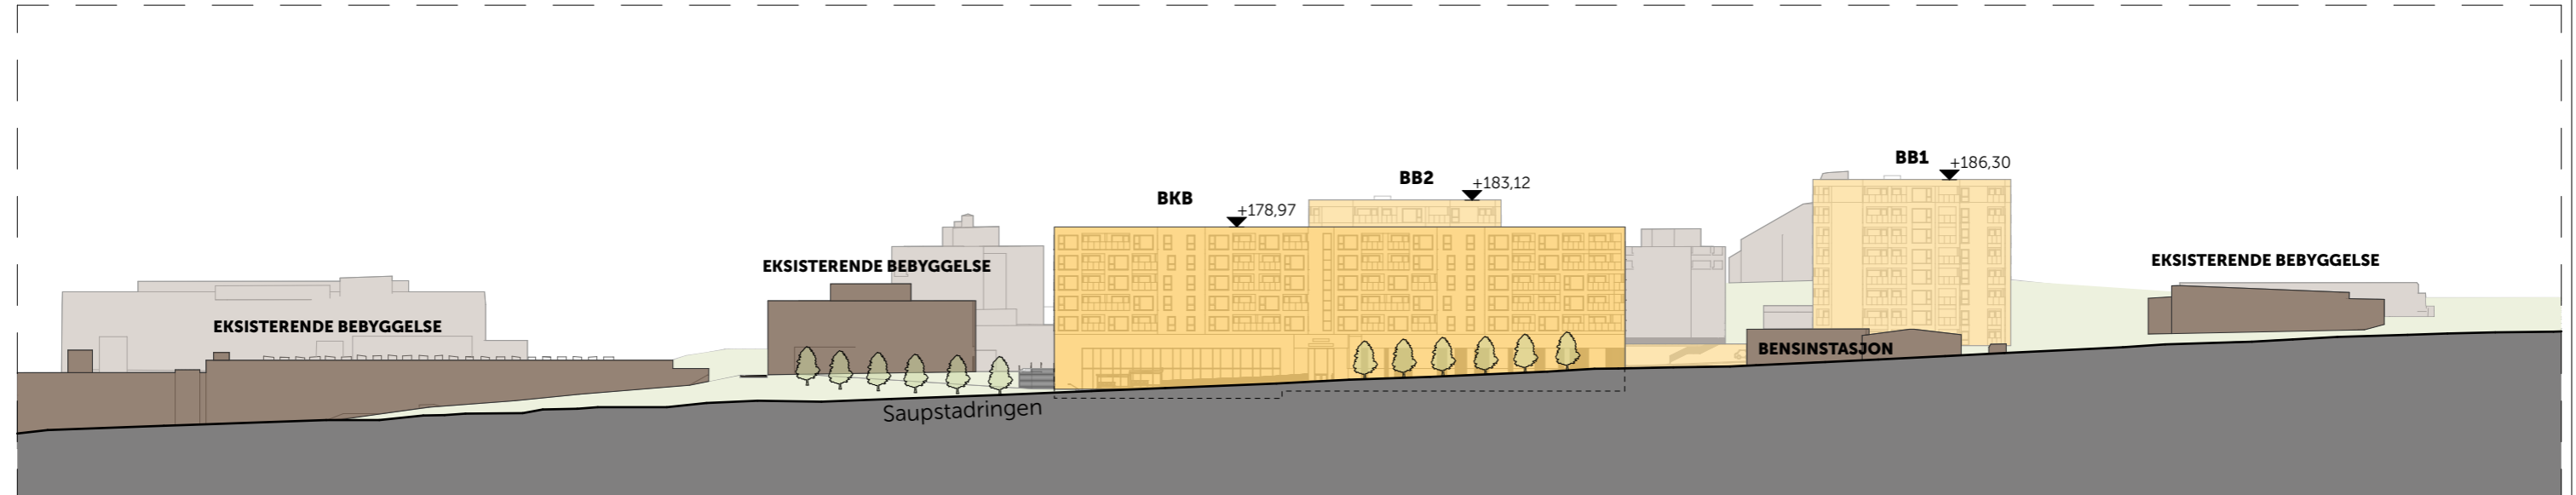 BB1
+186,30
BB2
+183,12
BKB
+178,97
EKSISTERENDE BEBYGGELSE
EKSISTERENDE BEBYGGELSE
EKSISTERENDE BEBYGGELSE
BENSINSTASJON
Saupstadringen